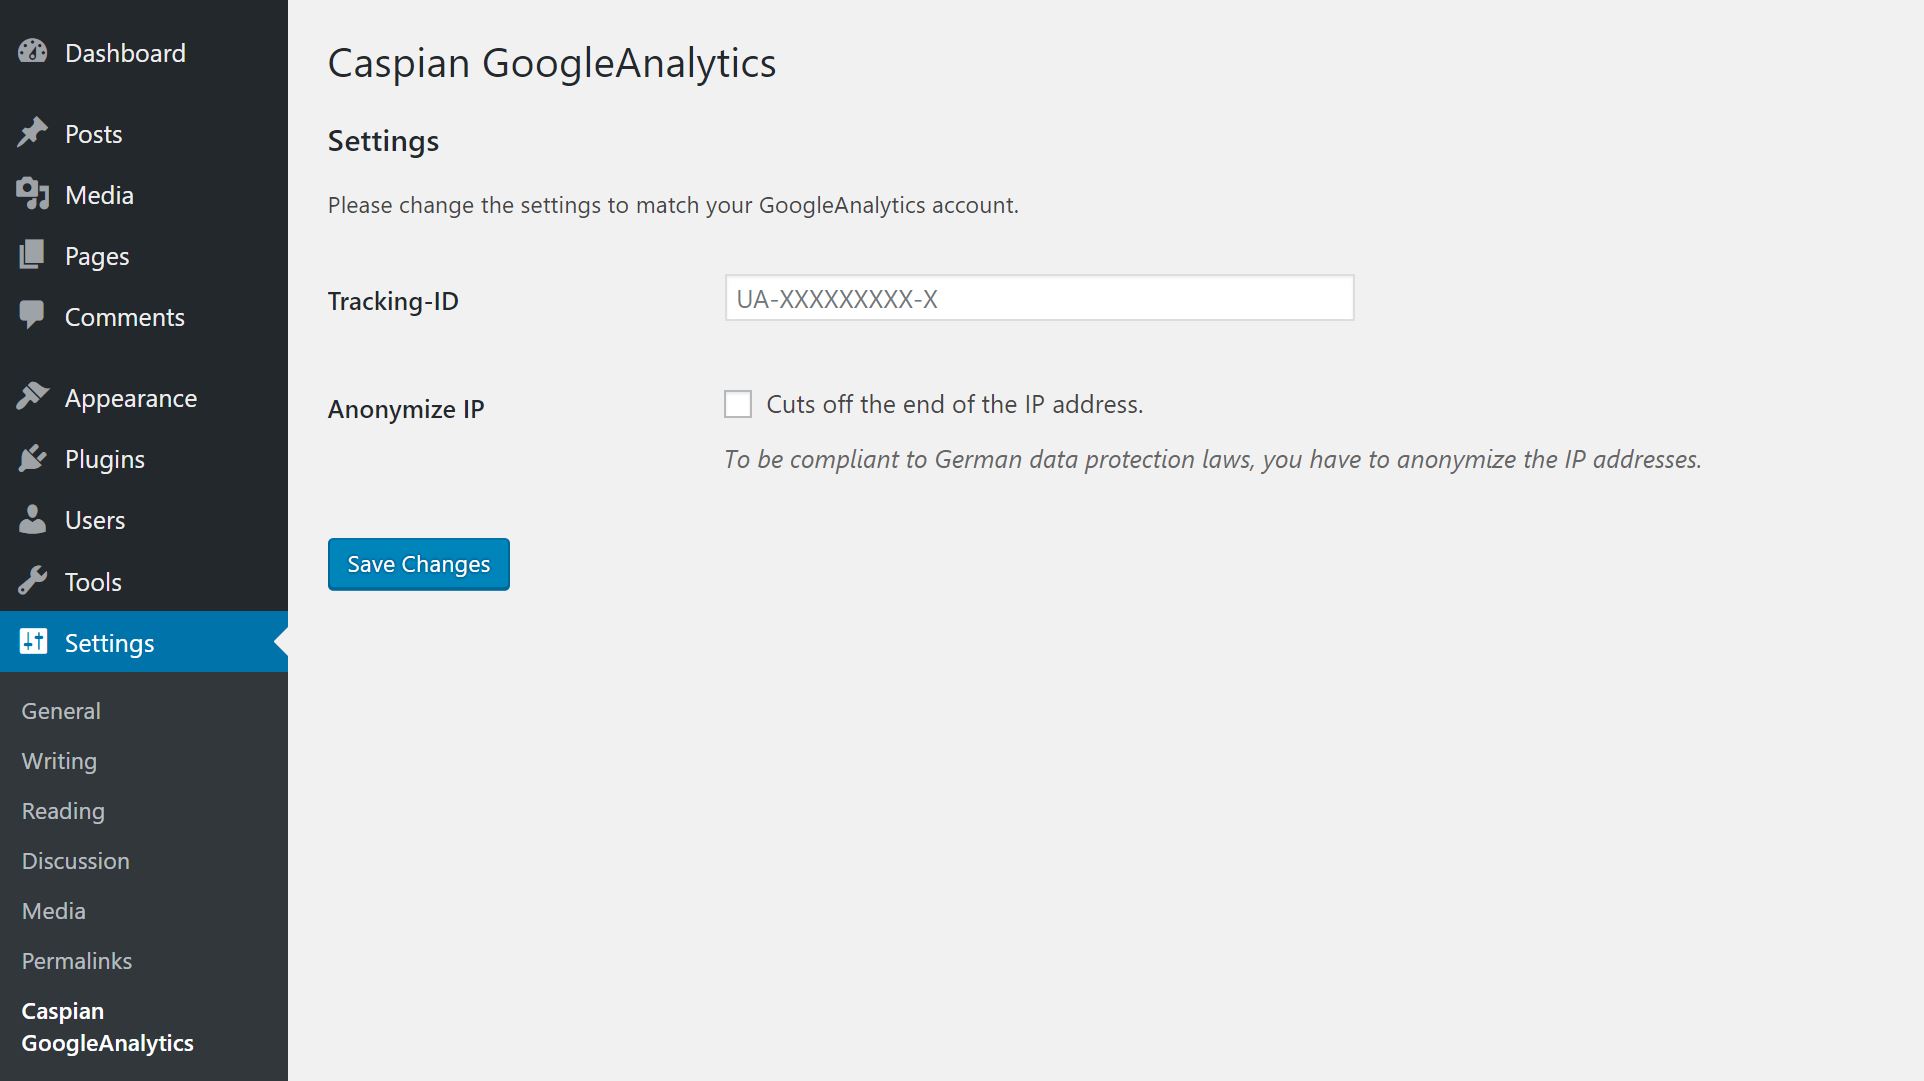 Dashboard
Posts
Media
Pages
Comments
Appearance
Plugins
Users
Tools
Settings
General
Writing
Reading
Discussion
Media
Permalinks
Caspian
GoogleAnalytics
Caspian GoogleAnalytics
Settings
Please change the settings to match your GoogleAnalytics account.
Tracking-ID
UA-XXXXXXXXX-X
Anonymize IP
Cuts off the end of the IP address.
To be compliant to German data protection laws, you have to anonymize the IP addresses.
Save Changes